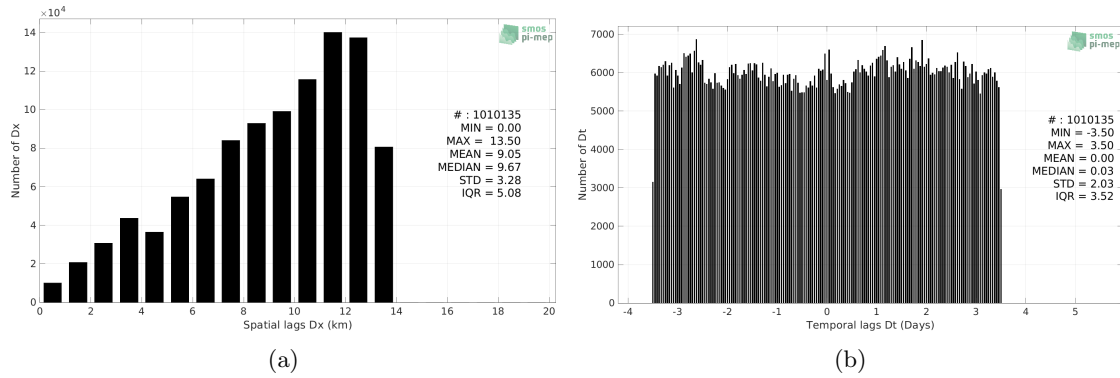 ×10⁴
14
12
10
8
6
4
2
0
Number of Dx
0 2 4 6 8 10 12 14 16 18 20
Spatial lags Dx (km)
smos
pi-mep
# : 1010135
MIN = 0.00
MAX = 13.50
MEAN = 9.05
MEDIAN = 9.67
STD = 3.28
IQR = 5.08
(a)
7000
6000
5000
4000
3000
2000
1000
0
Number of Dt
-4 -3 -2 -1 0 1 2 3 4 5
Temporal lags Dt (Days)
smos
pi-mep
# : 1010135
MIN = -3.50
MAX = 3.50
MEAN = 0.00
MEDIAN = 0.03
STD = 2.03
IQR = 3.52
(b)